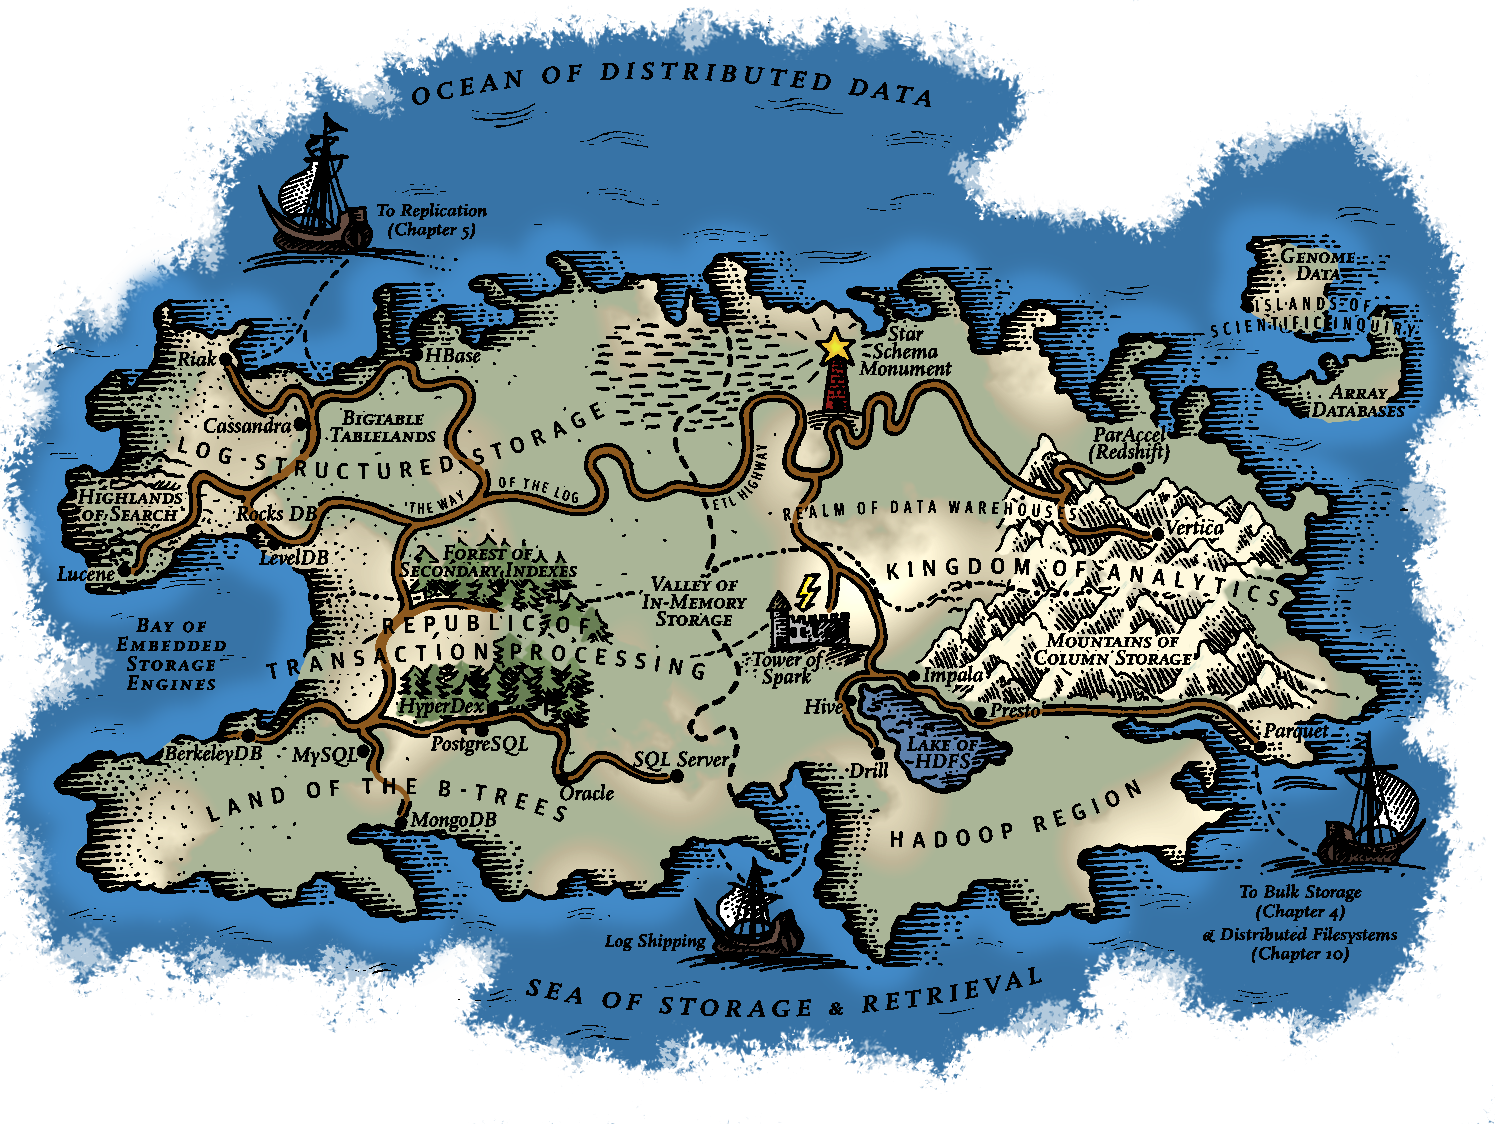 OCEAN OF DISTRIBUTED DATA
To Replication
(Chapter 5)
GENOME
DATA
ISLANDS OF
SCIENTIFIC INQUIRY
ARRAY
DATABASES
Riak
HBase
Star
Schema
Monument
Cassandra
BIGTABLE
TABLELANDS
LOG-STRUCTURED STORAGE
ParAccel
(Redshift)
HIGHLANDS
OF SEARCH
Rocks DB
THE WAY OF THE LOG
ETL HIGHWAY
REALM OF DATA WAREHOUSES
Vertica
Lucene
LevelDB
FOREST OF
SECONDARY INDEXES
KINGDOM OF ANALYTICS
VALLEY OF
IN-MEMORY
STORAGE
BAY OF
EMBEDDED
STORAGE
ENGINES
REPUBLIC OF
TRANSACTION PROCESSING
Tower of
Spark
MOUNTAINS OF
COLUMN STORAGE
Impala
HyperDex
Hive
Presto
BerkeleyDB
MySQL
PostgreSQL
SQL Server
LAKE OF
HDFS
Parquet
Drill
Oracle
LAND OF THE B-TREES
MongoDB
HADOOP REGION
To Bulk Storage
(Chapter 4)
& Distributed Filesystems
(Chapter 10)
Log Shipping
SEA OF STORAGE & RETRIEVAL